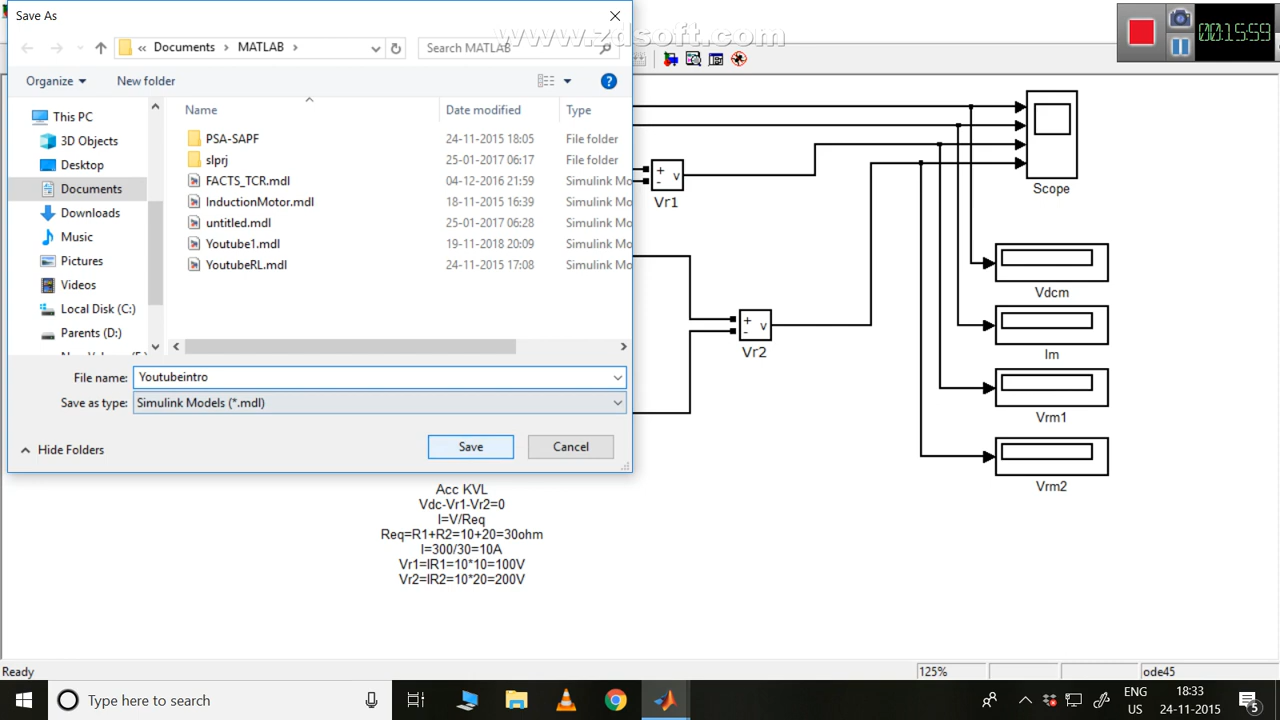 Save As
« Documents › MATLAB ›
Search MATLAB
www.zdsoft.com
00:15:59
Organize
New folder
Name
Date modified
Type
This PC
3D Objects
Desktop
Documents
Downloads
Music
Pictures
Videos
Local Disk (C:)
Parents (D:)
PSA-SAPF 24-11-2015 18:05 File folder
slprj 25-01-2017 06:17 File folder
FACTS_TCR.mdl 04-12-2016 21:59 Simulink Mo
InductionMotor.mdl 18-11-2015 16:39 Simulink Mo
untitled.mdl 25-01-2017 06:28 Simulink Mo
Youtube1.mdl 19-11-2018 20:09 Simulink Mo
YoutubeRL.mdl 24-11-2015 17:08 Simulink Mo
File name: Youtubeintro
Save as type: Simulink Models (*.mdl)
Hide Folders
Save
Cancel
+ v
-
Vr1
+ v
-
Vr2
Scope
Vdcm
Im
Vrm1
Vrm2
Acc KVL
Vdc-Vr1-Vr2=0
I=V/Req
Req=R1+R2=10+20=30ohm
I=300/30=10A
Vr1=IR1=10*10=100V
Vr2=IR2=10*20=200V
Ready
125%
ode45
Type here to search
ENG
US
18:33
24-11-2015
5